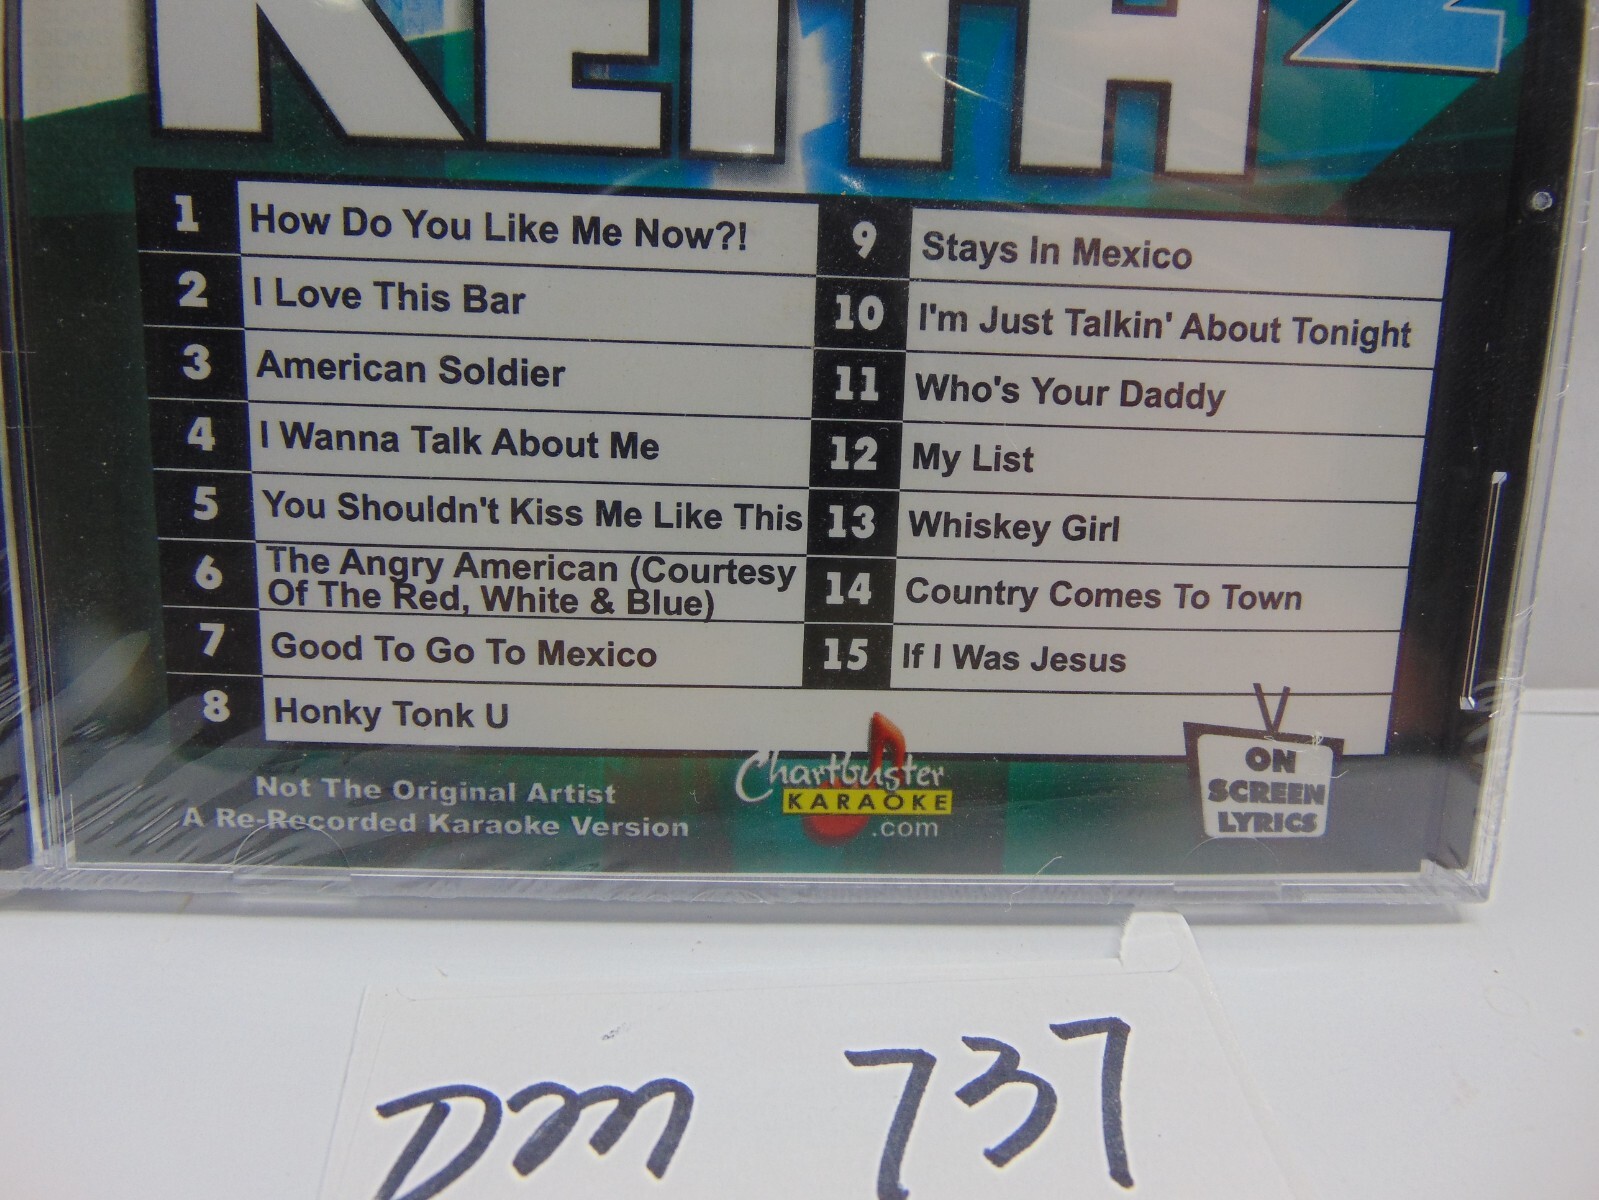 KEITH 2
1 How Do You Like Me Now?!
2 I Love This Bar
3 American Soldier
4 I Wanna Talk About Me
5 You Shouldn't Kiss Me Like This
6 The Angry American (Courtesy
Of The Red, White & Blue)
7 Good To Go To Mexico
8 Honky Tonk U
9 Stays In Mexico
10 I'm Just Talkin' About Tonight
11 Who's Your Daddy
12 My List
13 Whiskey Girl
14 Country Comes To Town
15 If I Was Jesus
Not The Original Artist
A Re-Recorded Karaoke Version
Chartbuster
KARAOKE
.com
ON
SCREEN
LYRICS
DM 737